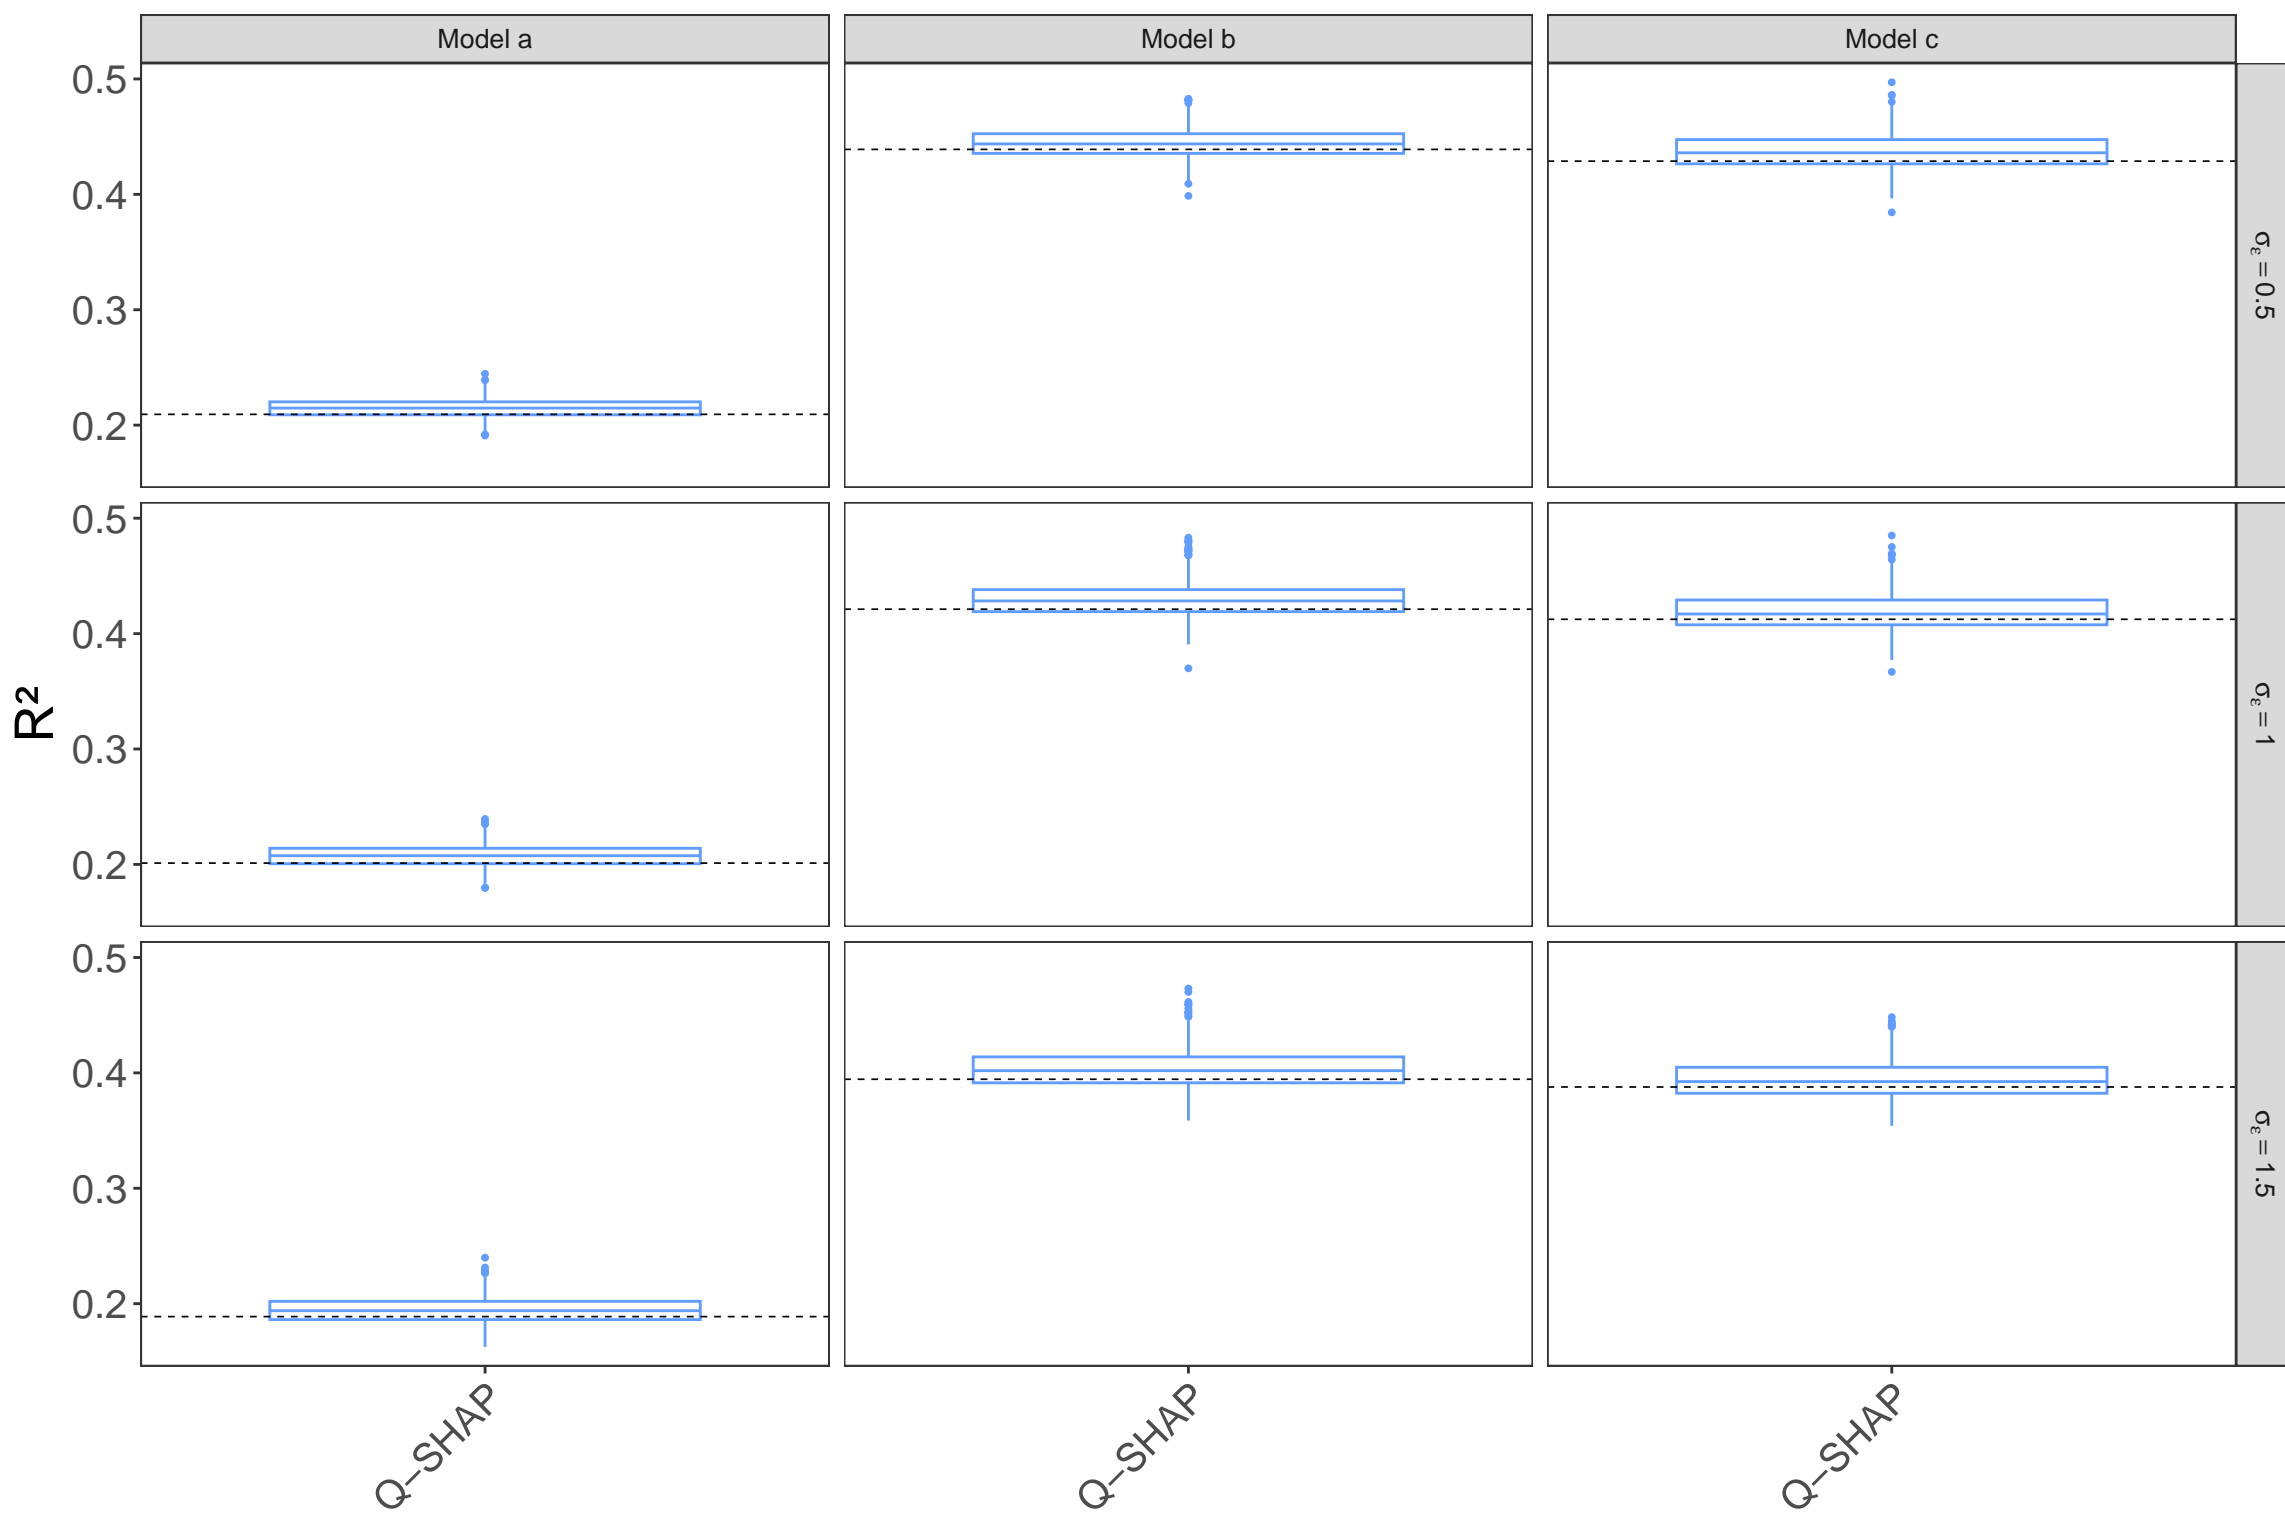 Model a
Model b
Model c
0.5
0.4
0.3
0.2
σε = 0.5
0.5
0.4
0.3
0.2
σε = 1
0.5
0.4
0.3
0.2
σε = 1.5
R²
Q–SHAP
Q–SHAP
Q–SHAP